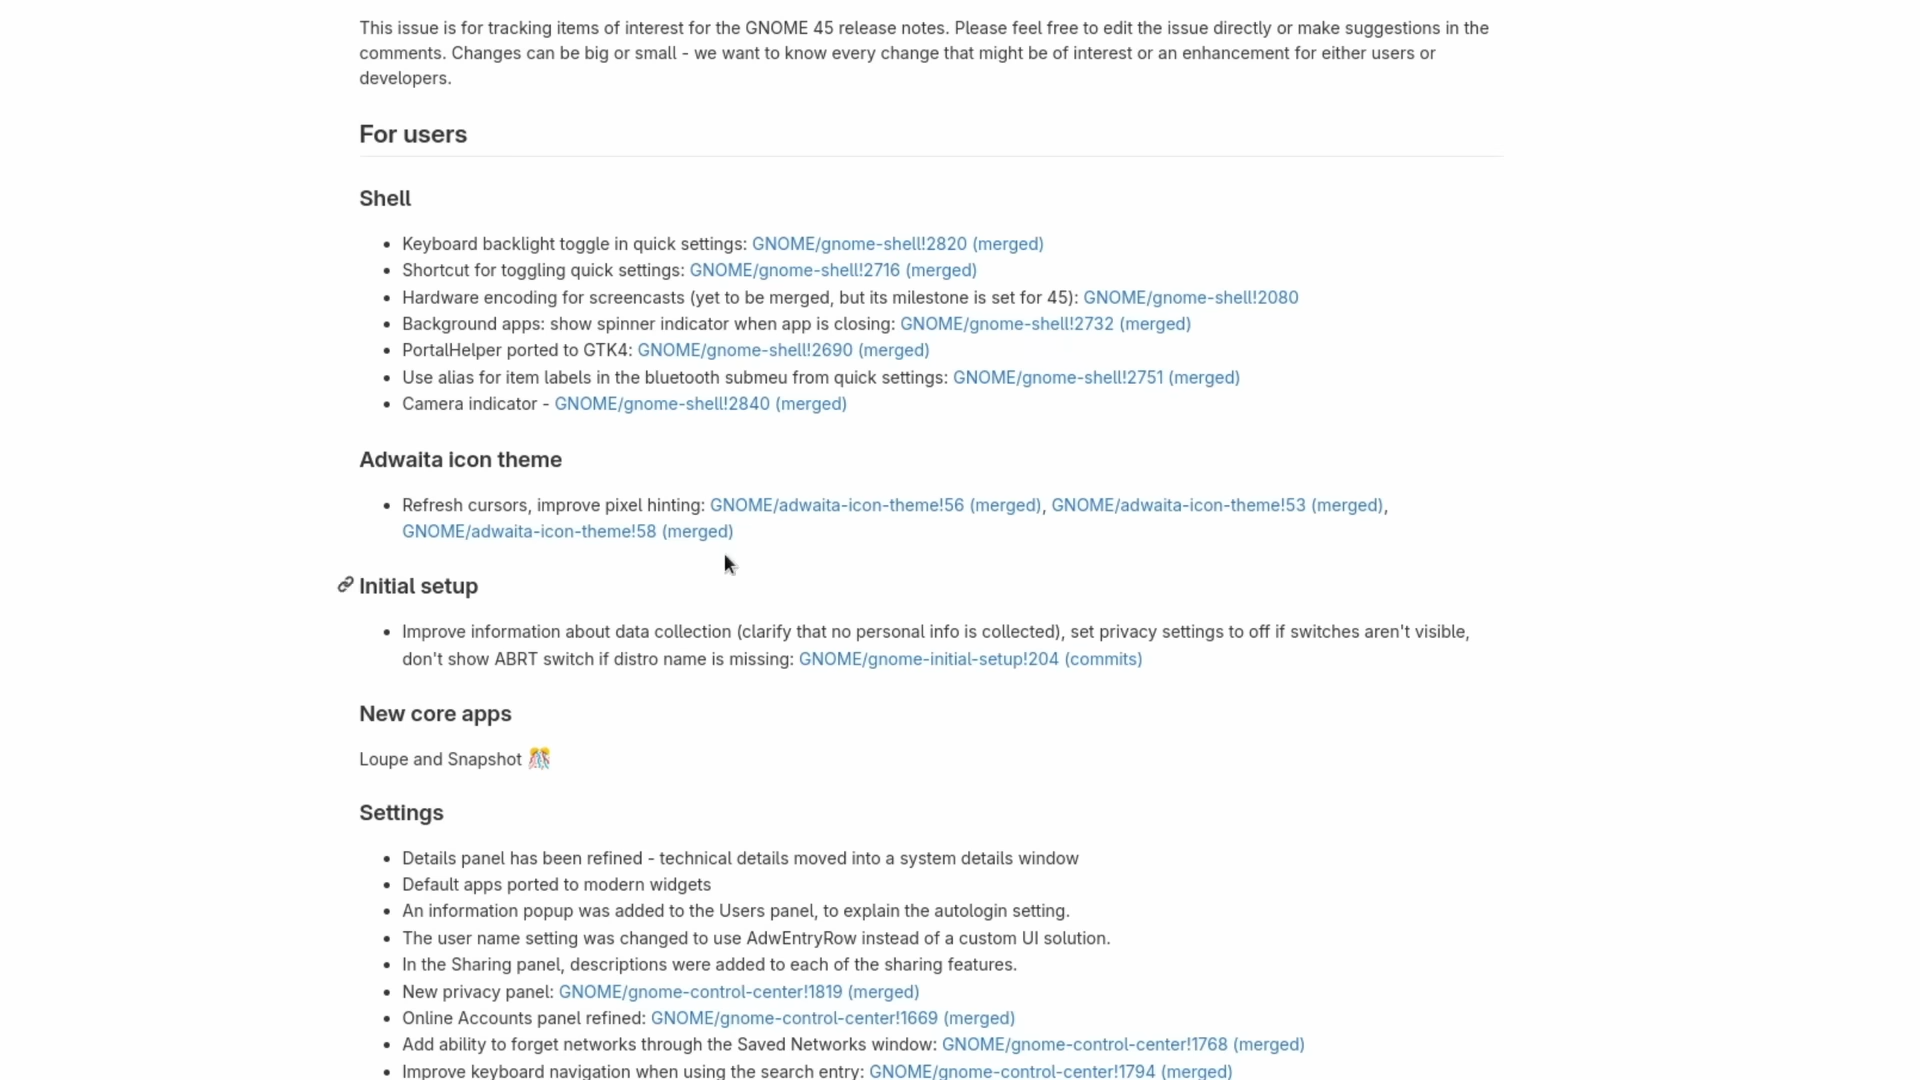 This issue is for tracking items of interest for the GNOME 45 release notes. Please feel free to edit the issue directly or make suggestions in the
comments. Changes can be big or small - we want to know every change that might be of interest or an enhancement for either users or
developers.
For users
Shell
• Keyboard backlight toggle in quick settings: GNOME/gnome-shell!2820 (merged)
• Shortcut for toggling quick settings: GNOME/gnome-shell!2716 (merged)
• Hardware encoding for screencasts (yet to be merged, but its milestone is set for 45): GNOME/gnome-shell!2080
• Background apps: show spinner indicator when app is closing: GNOME/gnome-shell!2732 (merged)
• PortalHelper ported to GTK4: GNOME/gnome-shell!2690 (merged)
• Use alias for item labels in the bluetooth submeu from quick settings: GNOME/gnome-shell!2751 (merged)
• Camera indicator - GNOME/gnome-shell!2840 (merged)
Adwaita icon theme
• Refresh cursors, improve pixel hinting: GNOME/adwaita-icon-theme!56 (merged), GNOME/adwaita-icon-theme!53 (merged),
GNOME/adwaita-icon-theme!58 (merged)
Initial setup
• Improve information about data collection (clarify that no personal info is collected), set privacy settings to off if switches aren't visible,
don't show ABRT switch if distro name is missing: GNOME/gnome-initial-setup!204 (commits)
New core apps
Loupe and Snapshot 🎊
Settings
• Details panel has been refined - technical details moved into a system details window
• Default apps ported to modern widgets
• An information popup was added to the Users panel, to explain the autologin setting.
• The user name setting was changed to use AdwEntryRow instead of a custom UI solution.
• In the Sharing panel, descriptions were added to each of the sharing features.
• New privacy panel: GNOME/gnome-control-center!1819 (merged)
• Online Accounts panel refined: GNOME/gnome-control-center!1669 (merged)
• Add ability to forget networks through the Saved Networks window: GNOME/gnome-control-center!1768 (merged)
• Improve keyboard navigation when using the search entry: GNOME/gnome-control-center!1794 (merged)